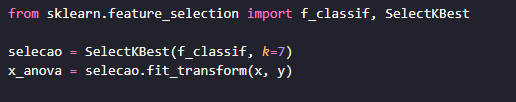 from sklearn.feature_selection import f_classif, SelectKBest
selecao = SelectKBest(f_classif, k=7)
x_anova = selecao.fit_transform(x, y)